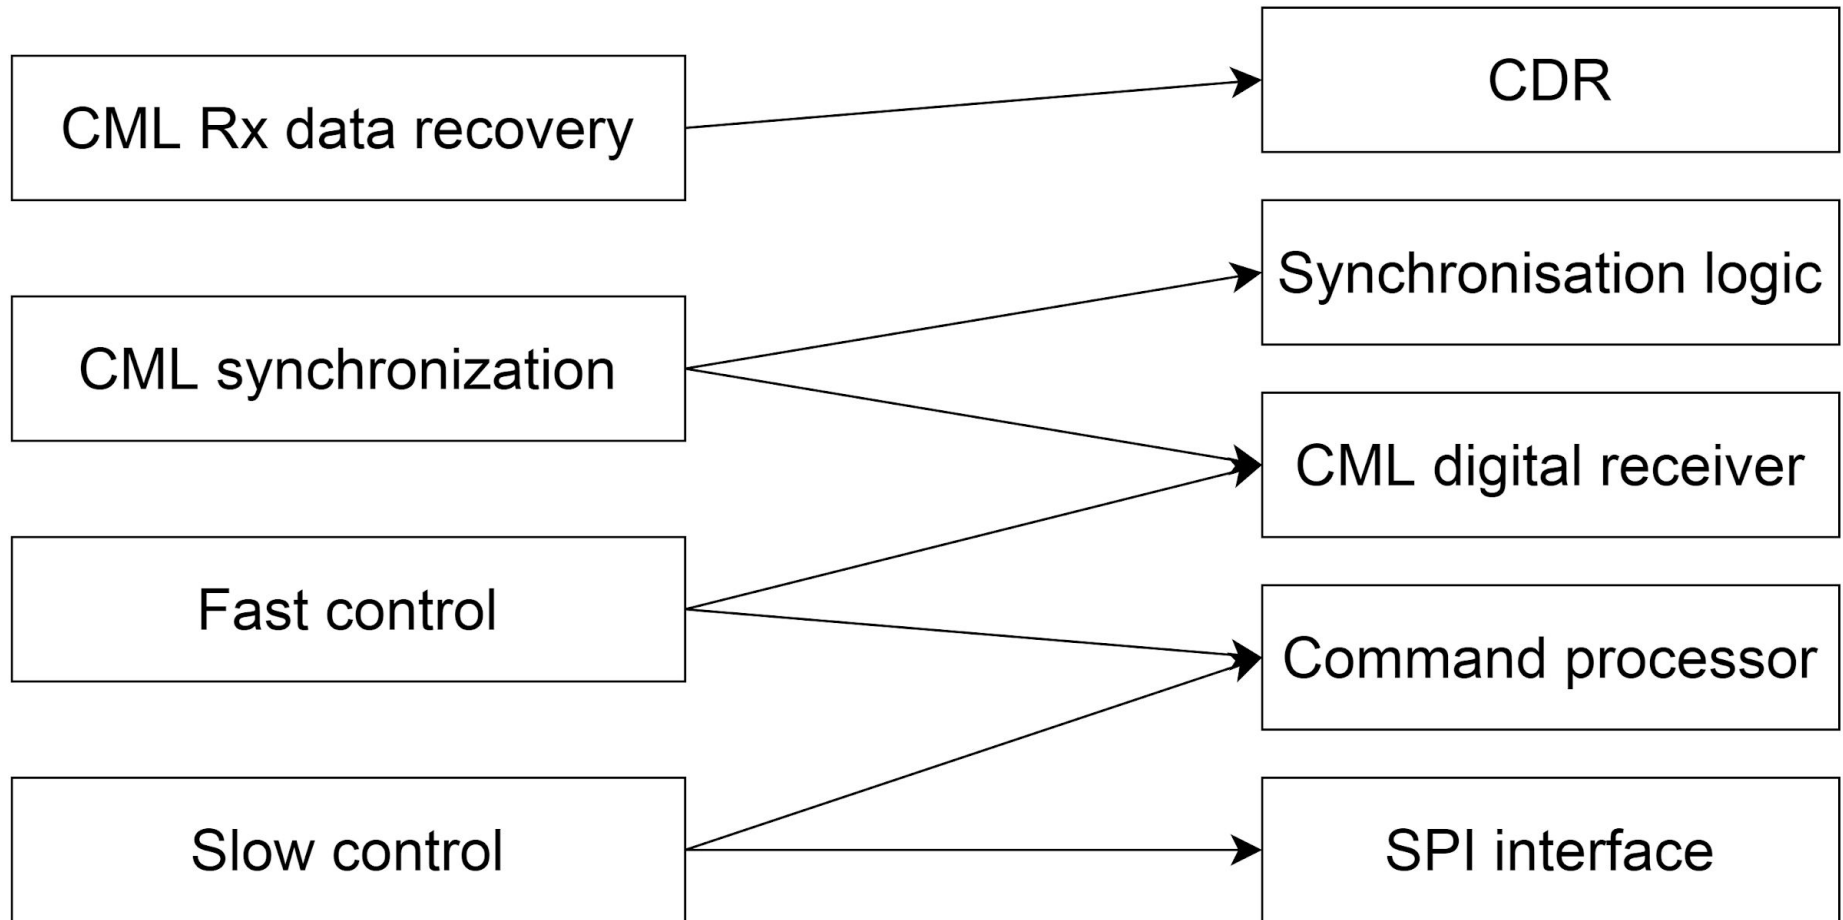 CML Rx data recovery
CML synchronization
Fast control
Slow control
CDR
Synchronisation logic
CML digital receiver
Command processor
SPI interface